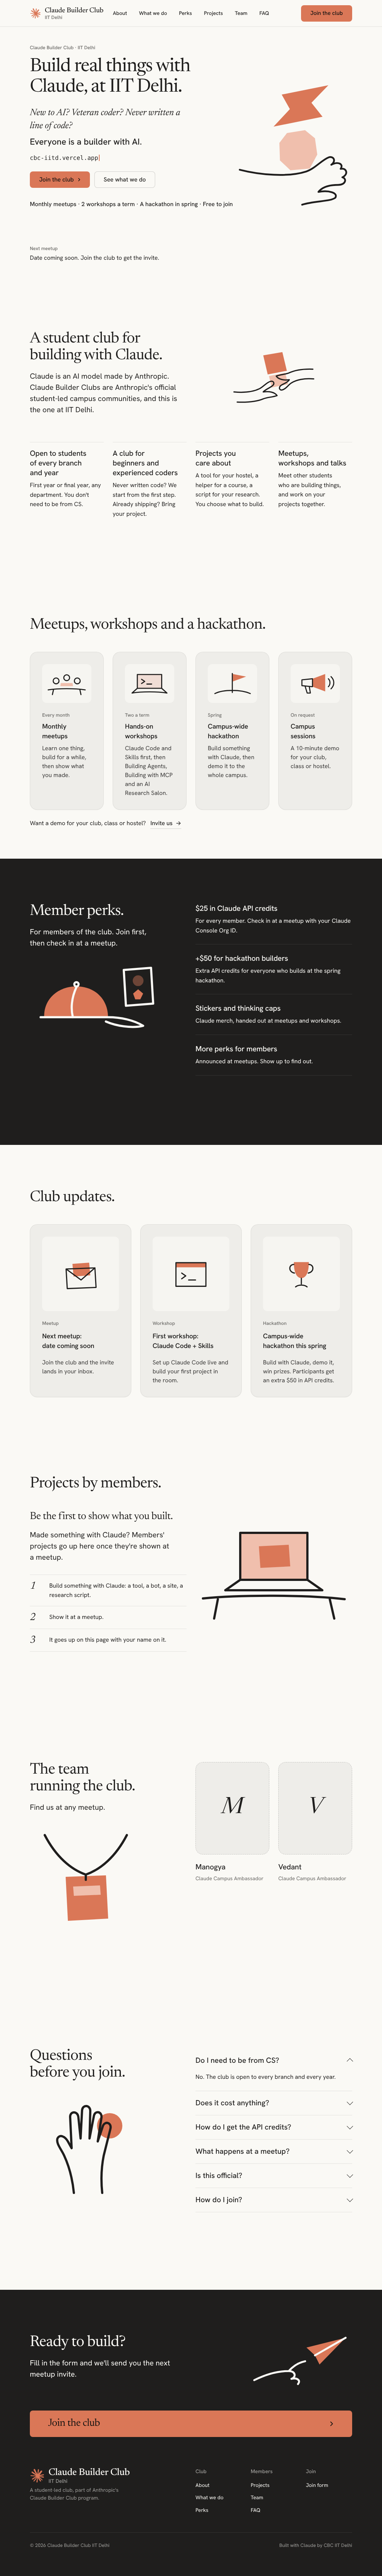 Claude Builder Club
IIT Delhi
About
What we do
Perks
Projects
Team
FAQ
Join the club
Claude Builder Club · IIT Delhi
Build real things with
Claude, at IIT Delhi.
New to AI? Veteran coder? Never written a
line of code?
Everyone is a builder with AI.
cbc-iitd.vercel.app
Join the club
See what we do
Monthly meetups · 2 workshops a term · A hackathon in spring · Free to join
Next meetup
Date coming soon. Join the club to get the invite.
A student club for
building with Claude.
Claude is an AI model made by Anthropic.
Claude Builder Clubs are Anthropic's official
student-led campus communities, and this is
the one at IIT Delhi.
Open to students
of every branch
and year
First year or final year, any
department. You don't
need to be from CS.
A club for
beginners and
experienced coders
Never written code? We
start from the first step.
Already shipping? Bring
your project.
Projects you
care about
A tool for your hostel, a
helper for a course, a
script for your research.
You choose what to build.
Meetups,
workshops and talks
Meet other students
who are building things,
and work on your
projects together.
Meetups, workshops and a hackathon.
Every month
Monthly
meetups
Learn one thing,
build for a while,
then show what
you made.
Two a term
Hands-on
workshops
Claude Code and
Skills first, then
Building Agents,
Building with MCP
and an AI
Research Salon.
Spring
Campus-wide
hackathon
Build something
with Claude, then
demo it to the
whole campus.
On request
Campus
sessions
A 10-minute demo
for your club,
class or hostel.
Want a demo for your club, class or hostel? Invite us →
Member perks.
For members of the club. Join first,
then check in at a meetup.
$25 in Claude API credits
For every member. Check in at a meetup with your Claude
Console Org ID.
+$50 for hackathon builders
Extra API credits for everyone who builds at the spring
hackathon.
Stickers and thinking caps
Claude merch, handed out at meetups and workshops.
More perks for members
Announced at meetups. Show up to find out.
Club updates.
Meetup
Next meetup:
date coming soon
Join the club and the invite
lands in your inbox.
Workshop
First workshop:
Claude Code + Skills
Set up Claude Code live and
build your first project in
the room.
Hackathon
Campus-wide
hackathon this spring
Build with Claude, demo it,
win prizes. Participants get
an extra $50 in API credits.
Projects by members.
Be the first to show what you built.
Made something with Claude? Members'
projects go up here once they're shown at
a meetup.
1 Build something with Claude: a tool, a bot, a site, a
research script.
2 Show it at a meetup.
3 It goes up on this page with your name on it.
The team
running the club.
Find us at any meetup.
M
Manogya
Claude Campus Ambassador
V
Vedant
Claude Campus Ambassador
Questions
before you join.
Do I need to be from CS?
No. The club is open to every branch and every year.
Does it cost anything?
How do I get the API credits?
What happens at a meetup?
Is this official?
How do I join?
Ready to build?
Fill in the form and we'll send you the next
meetup invite.
Join the club
Claude Builder Club
IIT Delhi
A student-led club, part of Anthropic's
Claude Builder Club program.
Club
About
What we do
Perks
Members
Projects
Team
FAQ
Join
Join form
© 2026 Claude Builder Club IIT Delhi
Built with Claude by CBC IIT Delhi